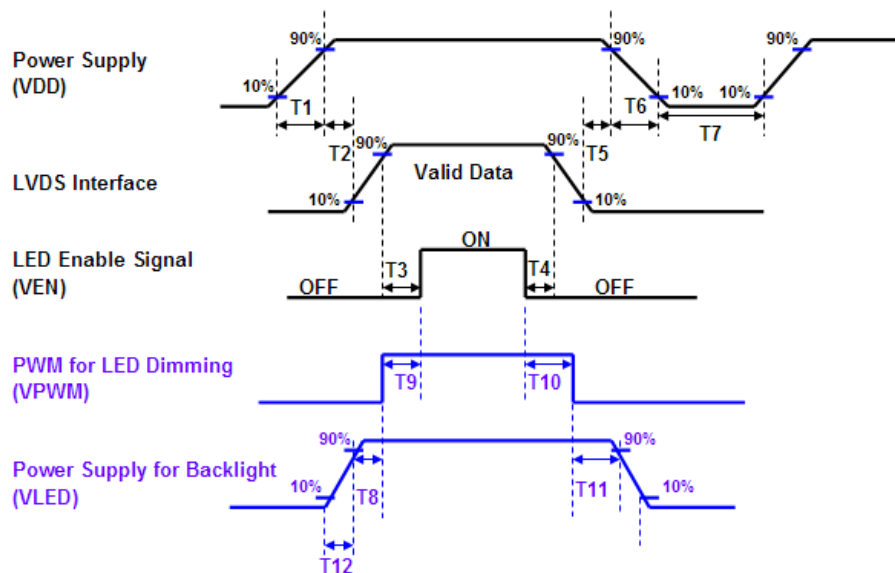 Power Supply
(VDD)
90%
10%
T1
T2
90%
10%
T5
T6
10%
10%
T7
90%
LVDS Interface
90%
10%
Valid Data
90%
10%
LED Enable Signal
(VEN)
OFF
T3
ON
T4
OFF
PWM for LED Dimming
(VPWM)
T9
T10
Power Supply for Backlight
(VLED)
90%
10%
T8
T11
90%
10%
T12